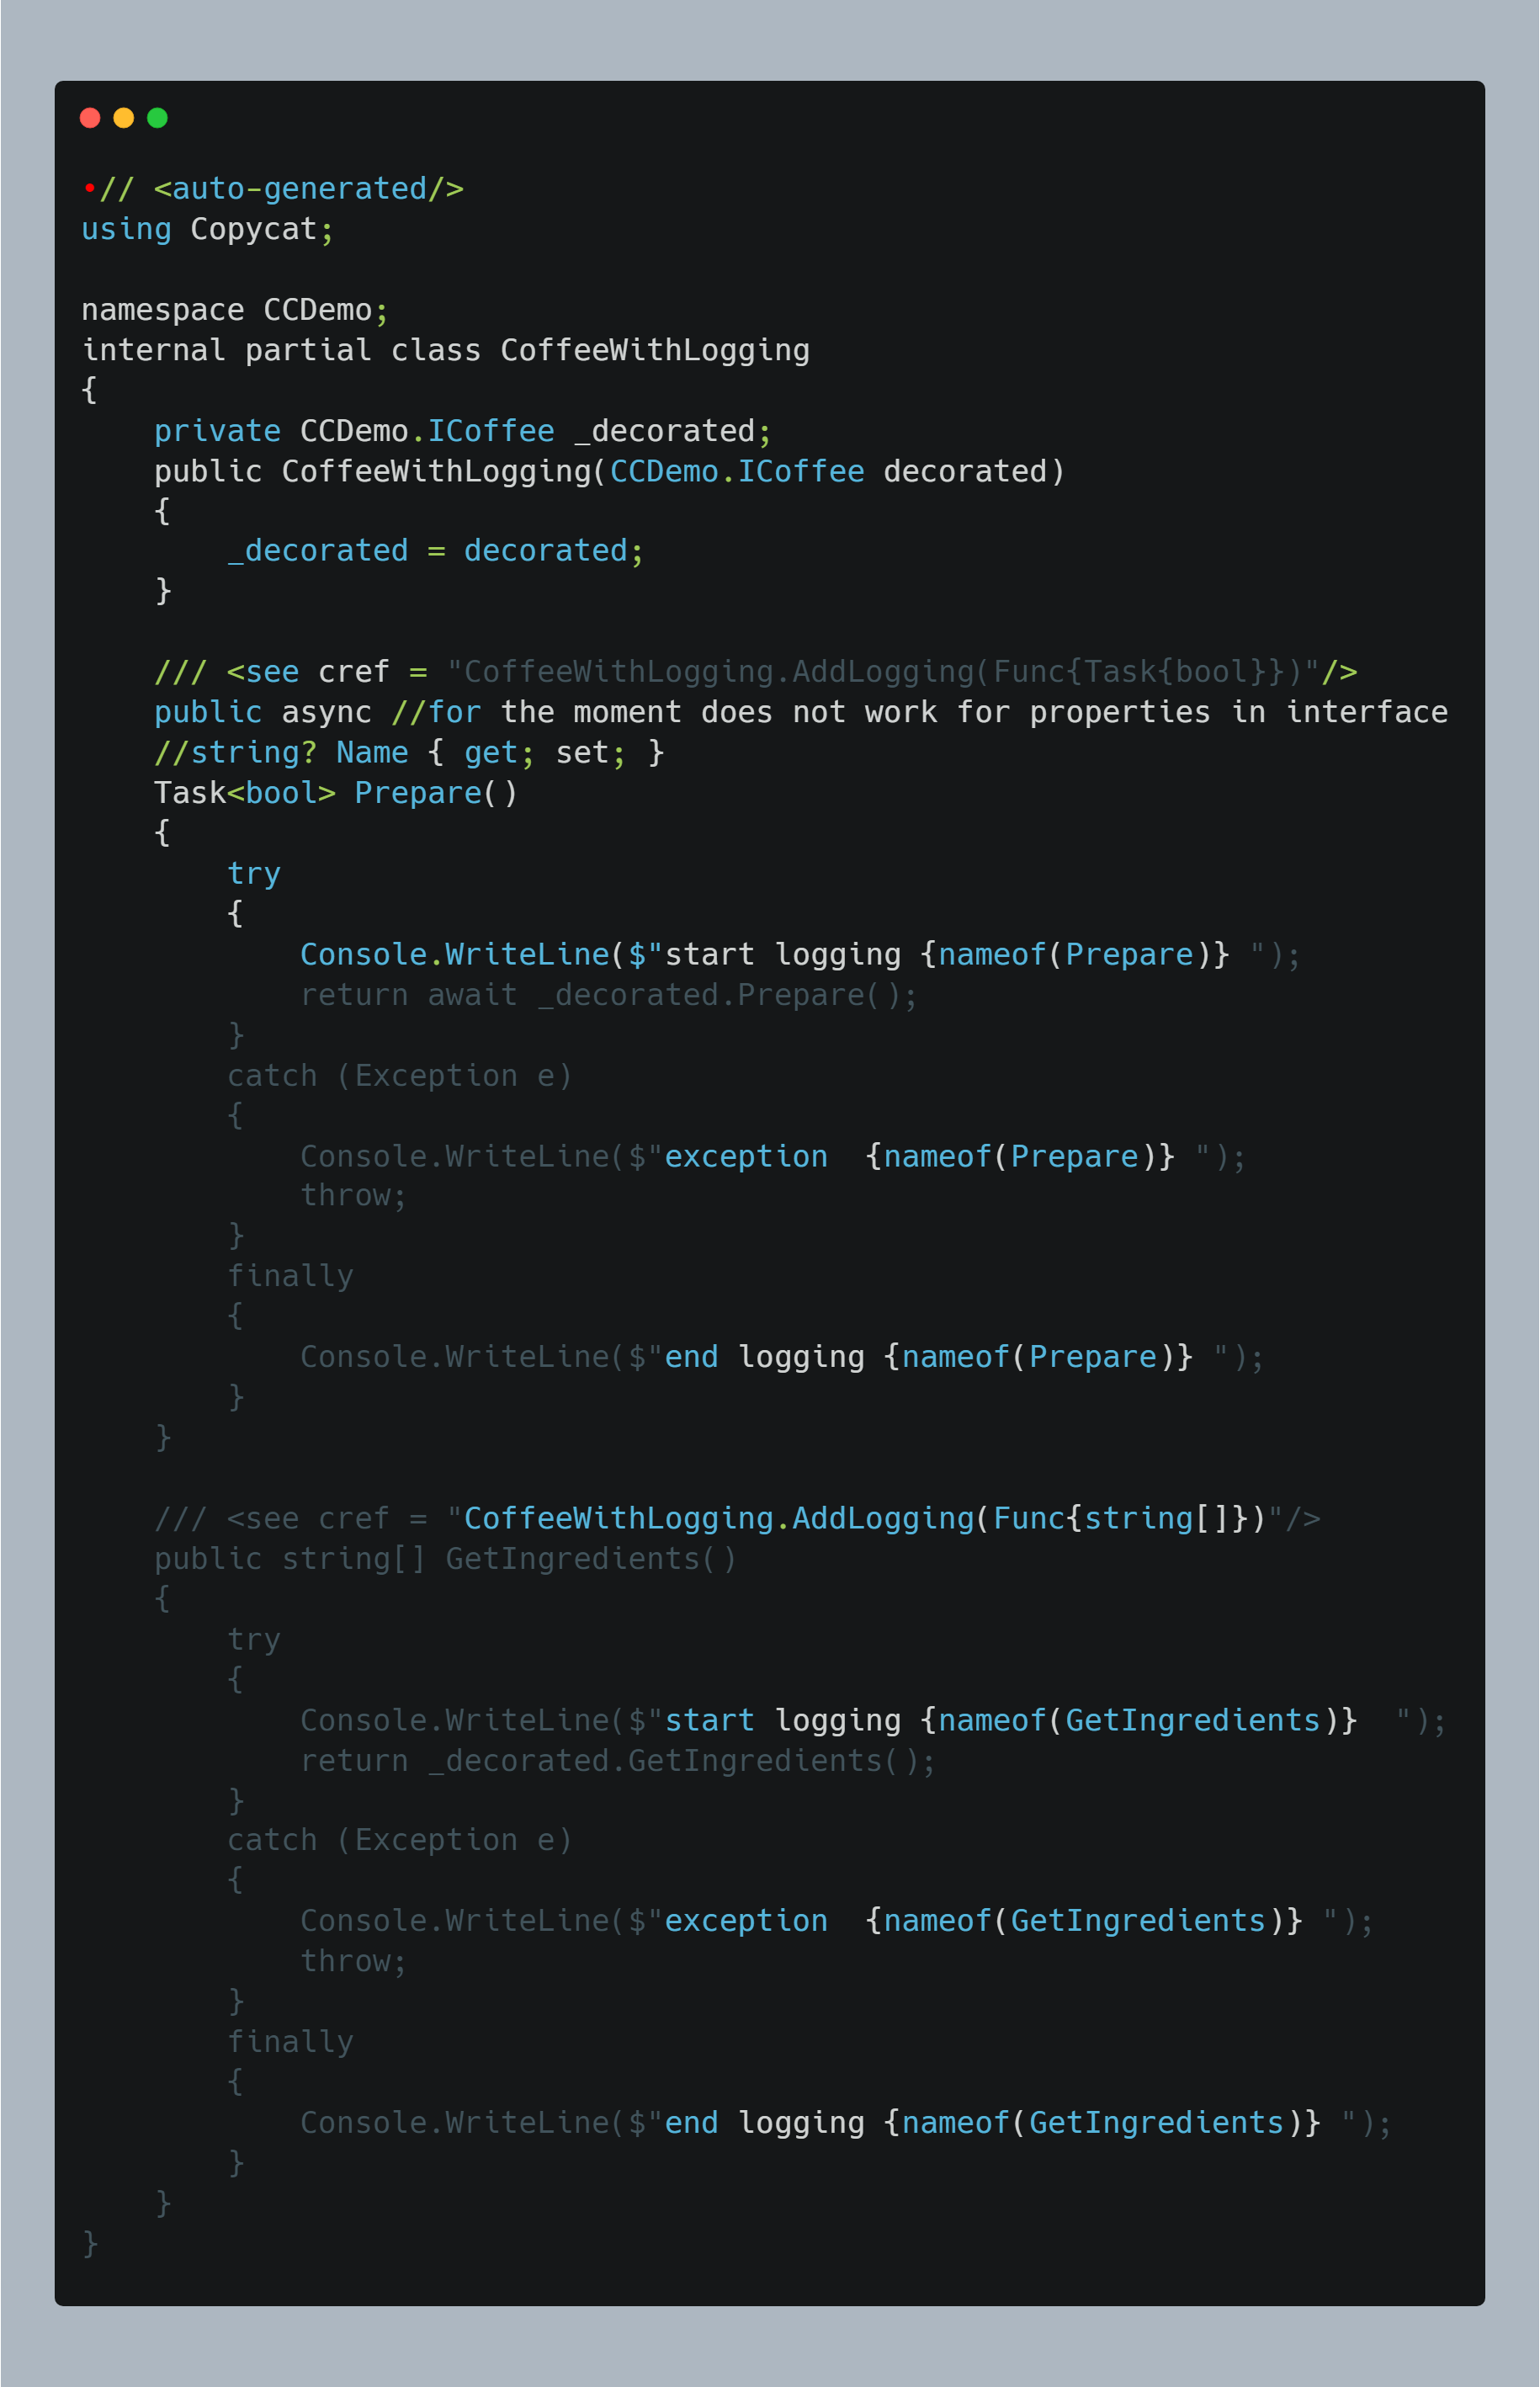 •// <auto-generated/>
using Copycat;

namespace CCDemo;
internal partial class CoffeeWithLogging
{
    private CCDemo.ICoffee _decorated;
    public CoffeeWithLogging(CCDemo.ICoffee decorated)
    {
        _decorated = decorated;
    }

    /// <see cref = "CoffeeWithLogging.AddLogging(Func{Task{bool}})"/>
    public async //for the moment does not work for properties in interface
    //string? Name { get; set; }
    Task<bool> Prepare()
    {
        try
        {
            Console.WriteLine($"start logging {nameof(Prepare)} ");
            return await _decorated.Prepare();
        }
        catch (Exception e)
        {
            Console.WriteLine($"exception  {nameof(Prepare)} ");
            throw;
        }
        finally
        {
            Console.WriteLine($"end logging {nameof(Prepare)} ");
        }
    }

    /// <see cref = "CoffeeWithLogging.AddLogging(Func{string[]})"/>
    public string[] GetIngredients()
    {
        try
        {
            Console.WriteLine($"start logging {nameof(GetIngredients)}  ");
            return _decorated.GetIngredients();
        }
        catch (Exception e)
        {
            Console.WriteLine($"exception  {nameof(GetIngredients)} ");
            throw;
        }
        finally
        {
            Console.WriteLine($"end logging {nameof(GetIngredients)} ");
        }
    }
}